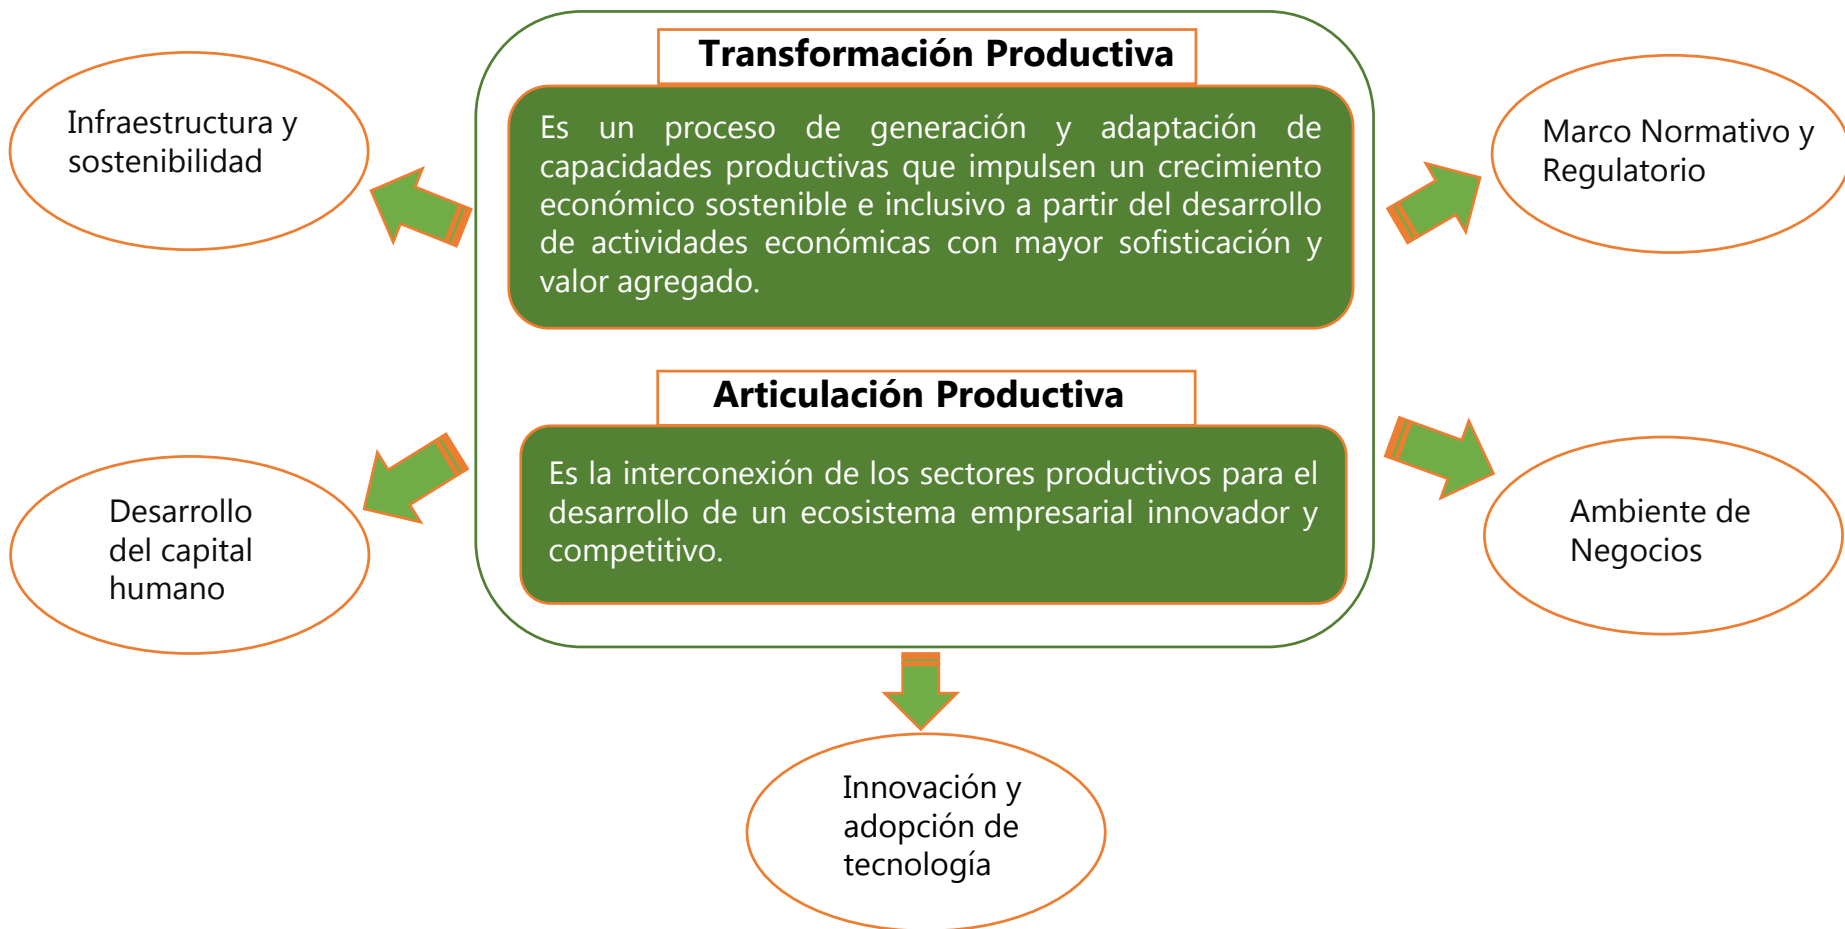 Transformación Productiva
Es un proceso de generación y adaptación de
capacidades productivas que impulsen un crecimiento
económico sostenible e inclusivo a partir del desarrollo
de actividades económicas con mayor sofisticación y
valor agregado.
Articulación Productiva
Es la interconexión de los sectores productivos para el
desarrollo de un ecosistema empresarial innovador y
competitivo.
Infraestructura y
sostenibilidad
Desarrollo
del capital
humano
Innovación y
adopción de
tecnología
Marco Normativo y
Regulatorio
Ambiente de
Negocios